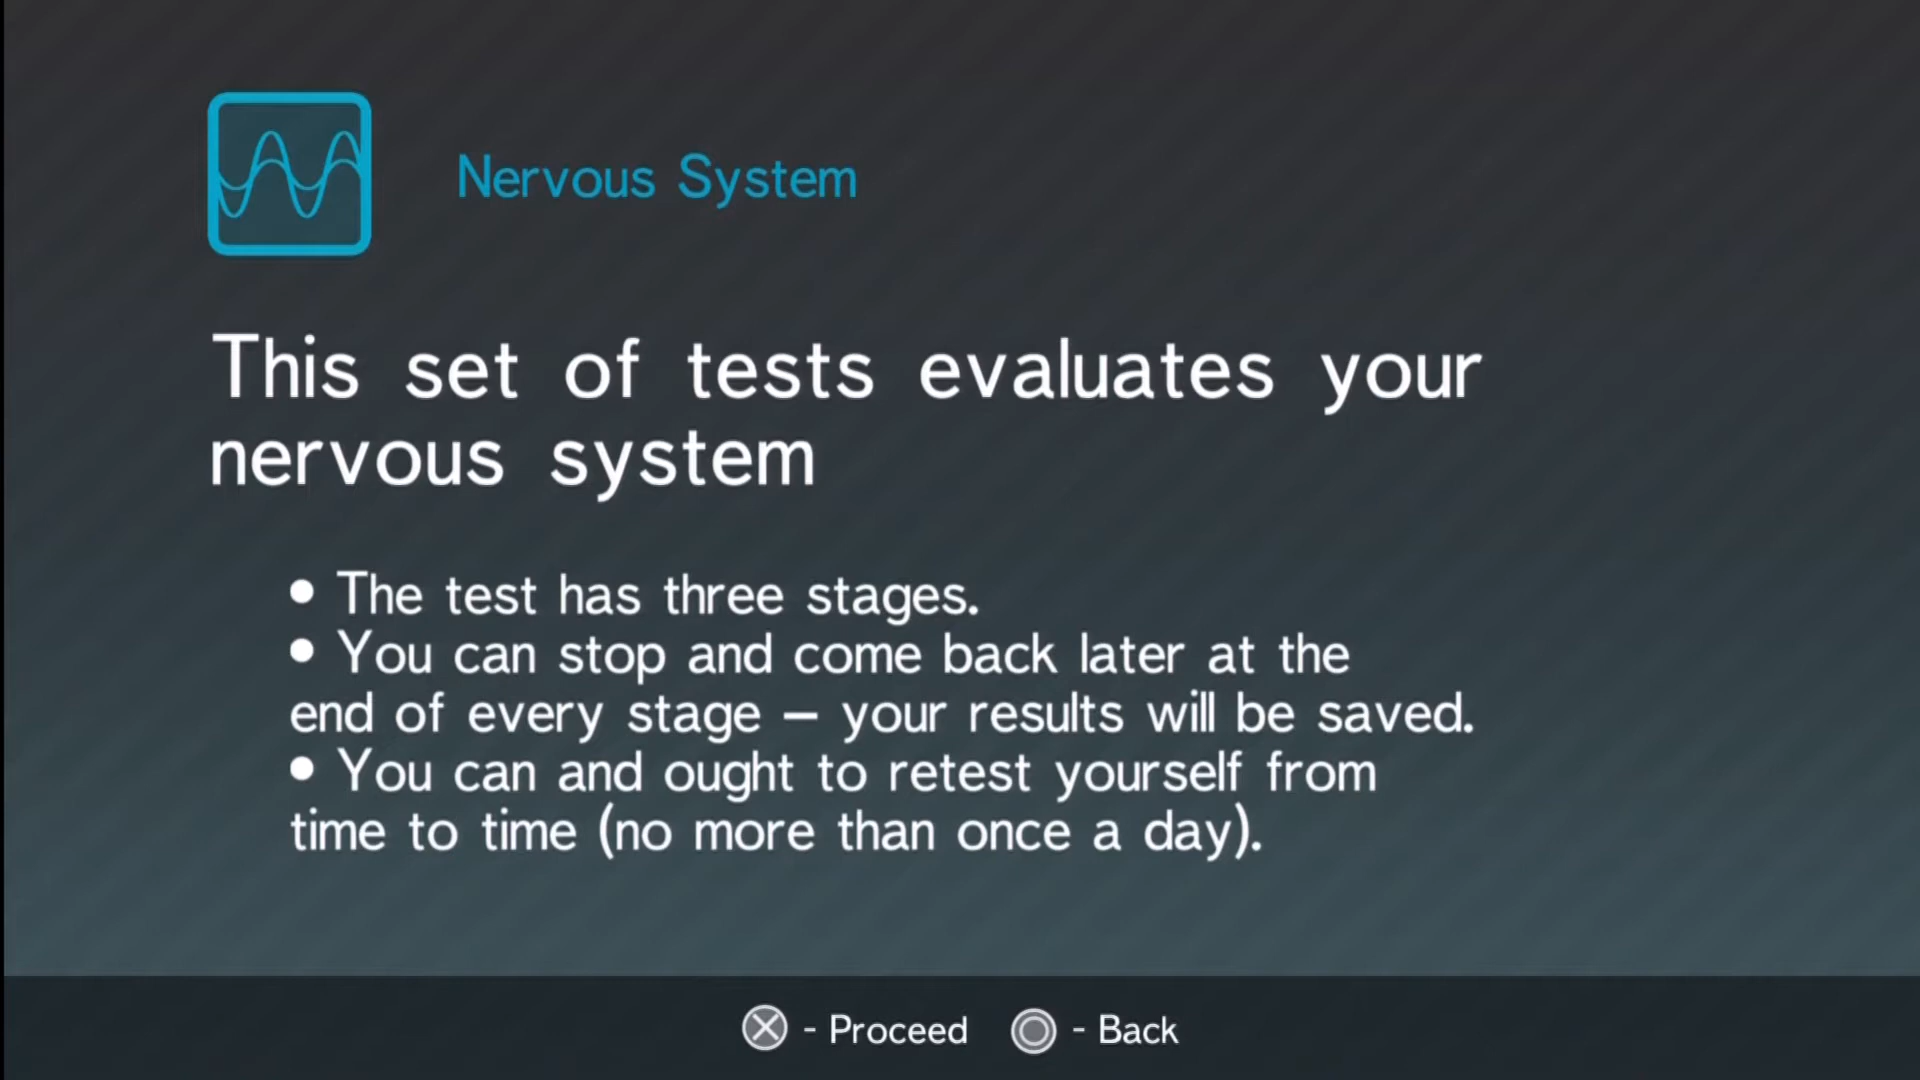 Nervous System
This set of tests evaluates your
nervous system
• The test has three stages.
• You can stop and come back later at the
end of every stage – your results will be saved.
• You can and ought to retest yourself from
time to time (no more than once a day).
- Proceed - Back